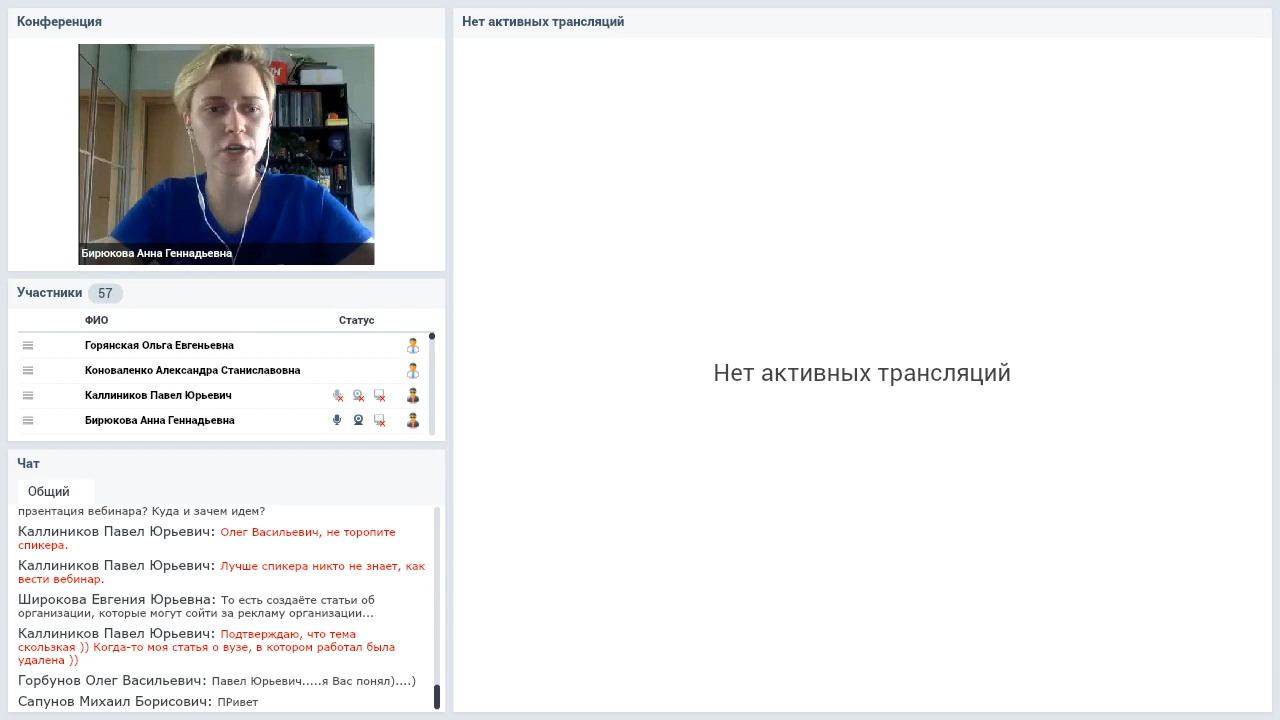 Конференция
Бирюкова Анна Геннадьевна
Участники 57
ФИО Статус
Горянская Ольга Евгеньевна
Коноваленко Александра Станиславовна
Каллиников Павел Юрьевич
Бирюкова Анна Геннадьевна
Чат
Общий
прзентация вебинара? Куда и зачем идем?
Каллиников Павел Юрьевич: Олег Васильевич, не торопите
спикера.
Каллиников Павел Юрьевич: Лучше спикера никто не знает, как
вести вебинар.
Широкова Евгения Юрьевна: То есть создаёте статьи об
организации, которые могут сойти за рекламу организации...
Каллиников Павел Юрьевич: Подтверждаю, что тема
скользкая )) Когда-то моя статья о вузе, в котором работал была
удалена ))
Горбунов Олег Васильевич: Павел Юрьевич.....я Вас понял)....)
Сапунов Михаил Борисович: ПРивет
Нет активных трансляций
Нет активных трансляций